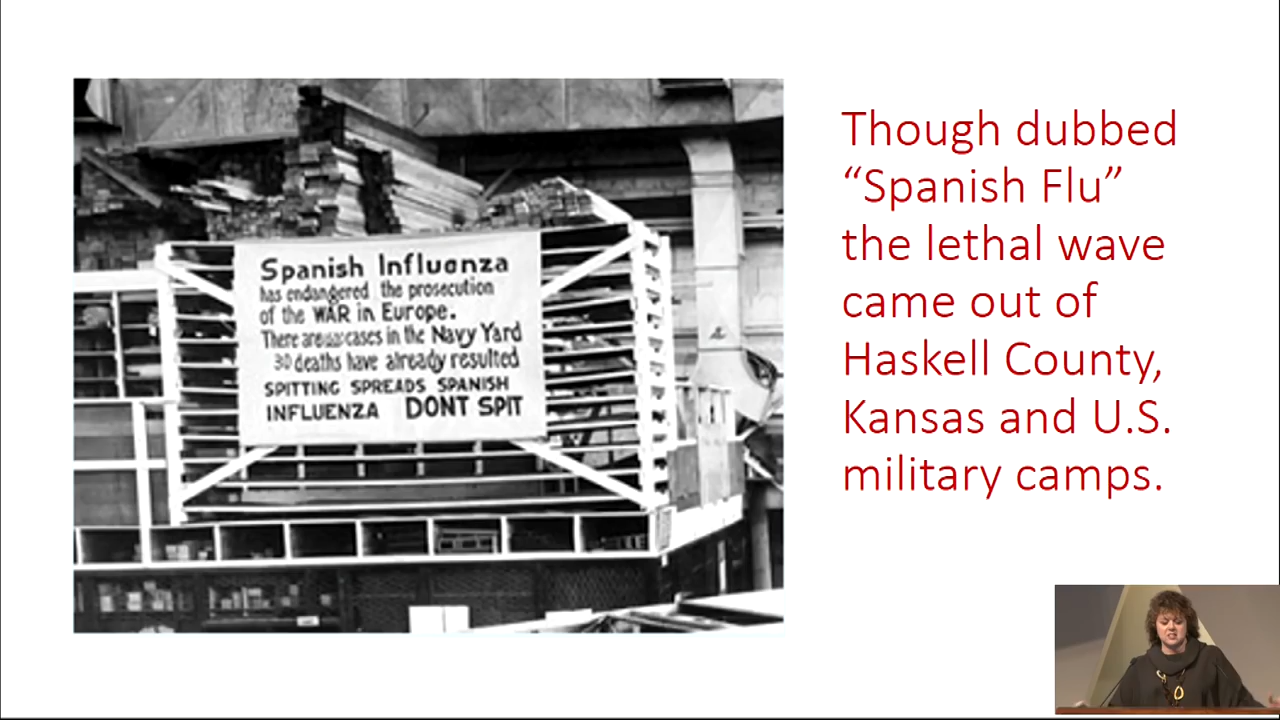 Though dubbed
“Spanish Flu”
the lethal wave
came out of
Haskell County,
Kansas and U.S.
military camps.
Spanish Influenza
has endangered the prosecution
of the WAR in Europe.
There are cases in the Navy Yard
30 deaths have already resulted
SPITTING SPREADS SPANISH
INFLUENZA DONT SPIT